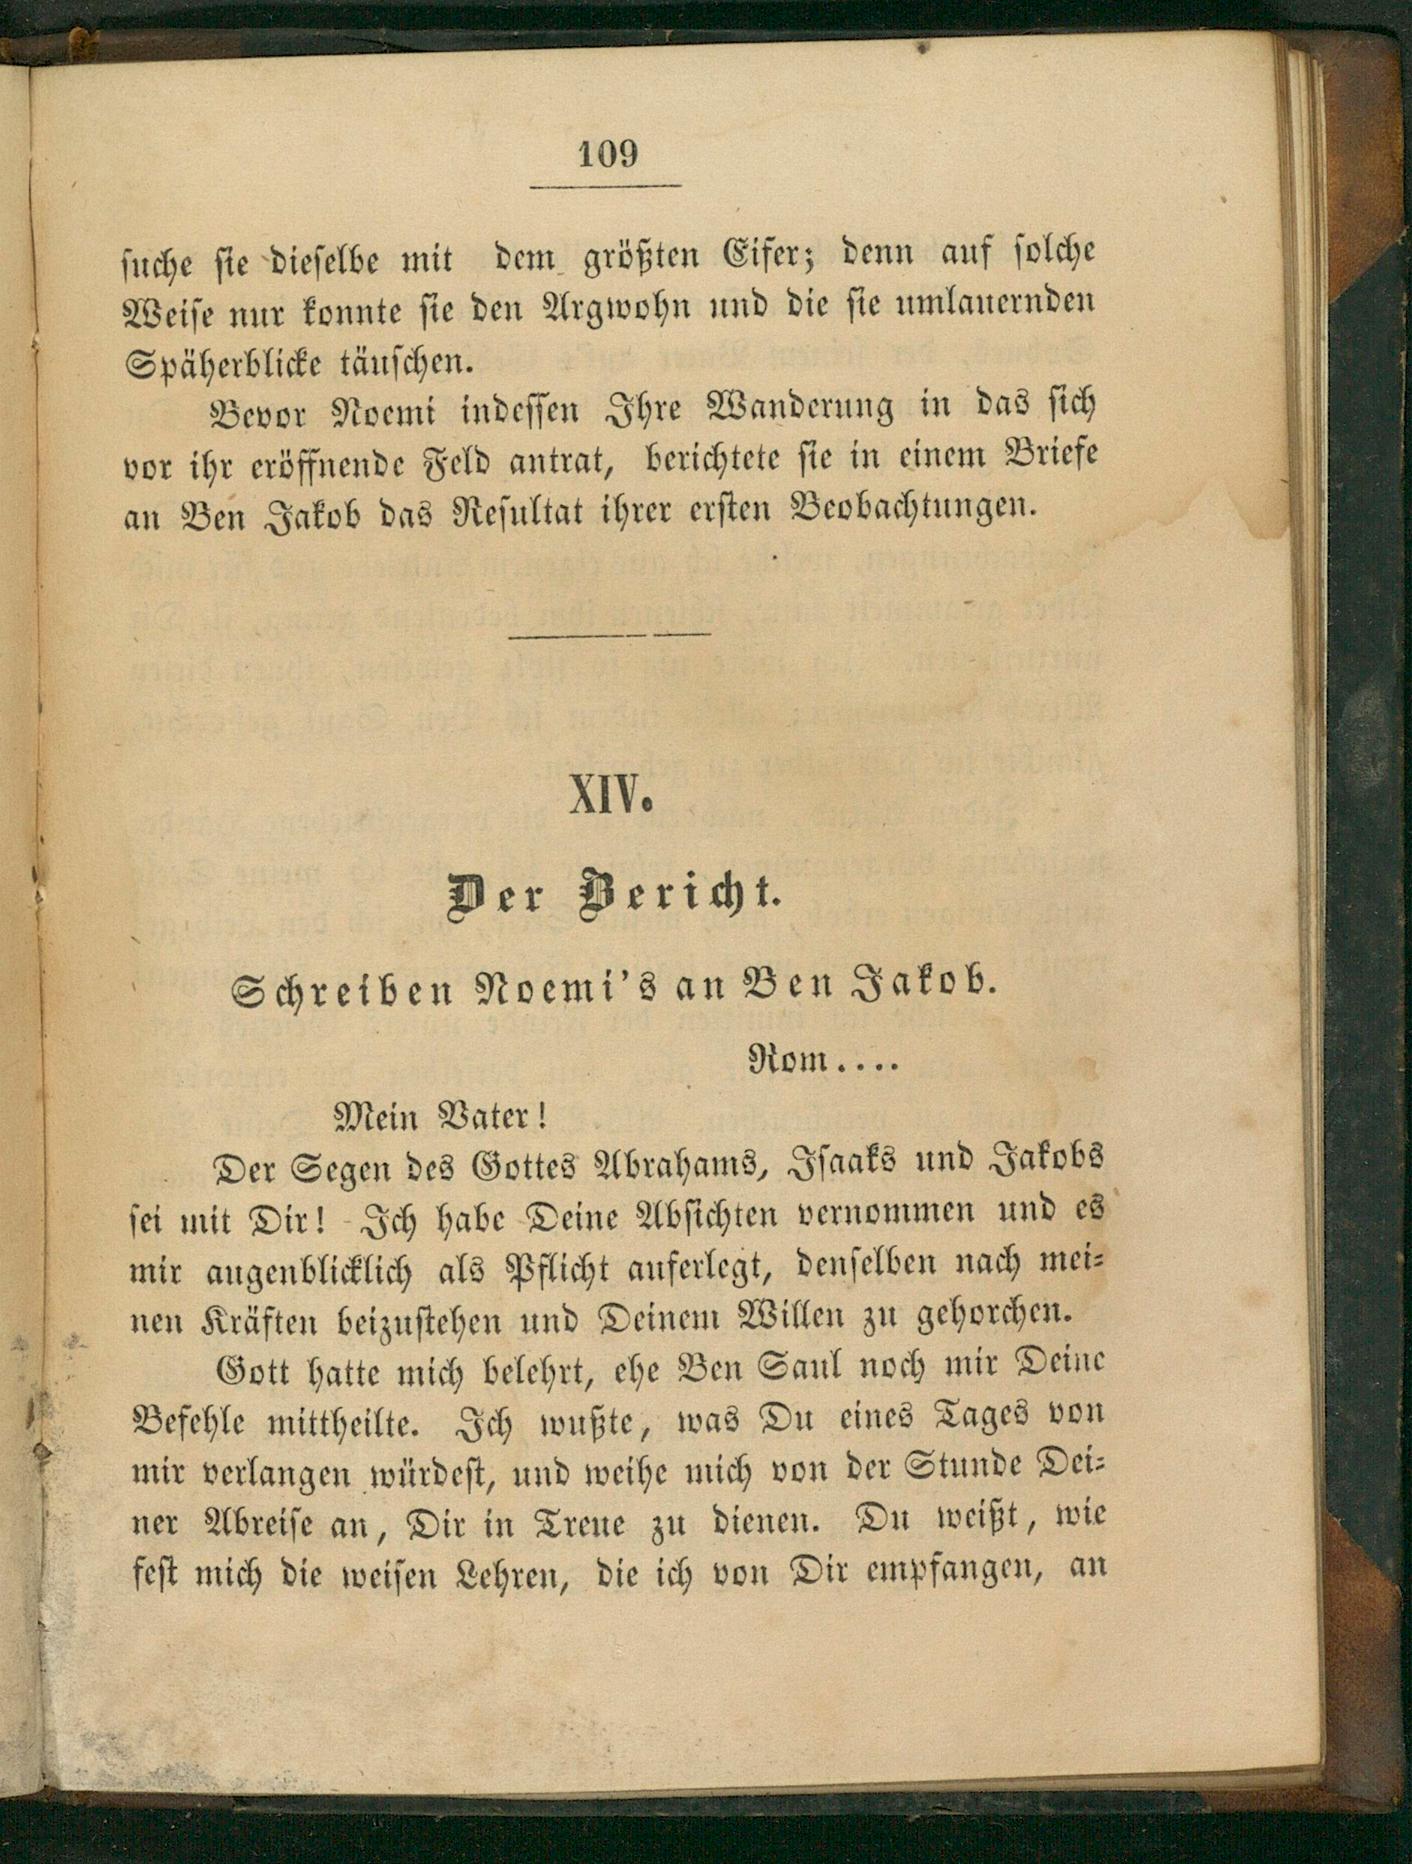 109
suche sie dieselbe mit dem größten Eifer; denn auf solche
Weise nur konnte sie den Argwohn und die sie umlauernden
Späherblicke täuschen.
Bevor Noemi indessen Ihre Wanderung in das sich
vor ihr eröffnende Feld antrat, berichtete sie in einem Briefe
an Ben Jakob das Resultat ihrer ersten Beobachtungen.
XIV.
Der Bericht.
Schreiben Noemi's an Ben Jakob.
Rom....
Mein Vater!
Der Segen des Gottes Abrahams, Isaaks und Jakobs
sei mit Dir! Ich habe Deine Absichten vernommen und es
mir augenblicklich als Pflicht auferlegt, denselben nach mei-
nen Kräften beizustehen und Deinem Willen zu gehorchen.
Gott hatte mich belehrt, ehe Ben Saul noch mir Deine
Befehle mittheilte. Ich wußte, was Du eines Tages von
mir verlangen würdest, und weihe mich von der Stunde Dei-
ner Abreise an, Dir in Treue zu dienen. Du weißt, wie
fest mich die weisen Lehren, die ich von Dir empfangen, an